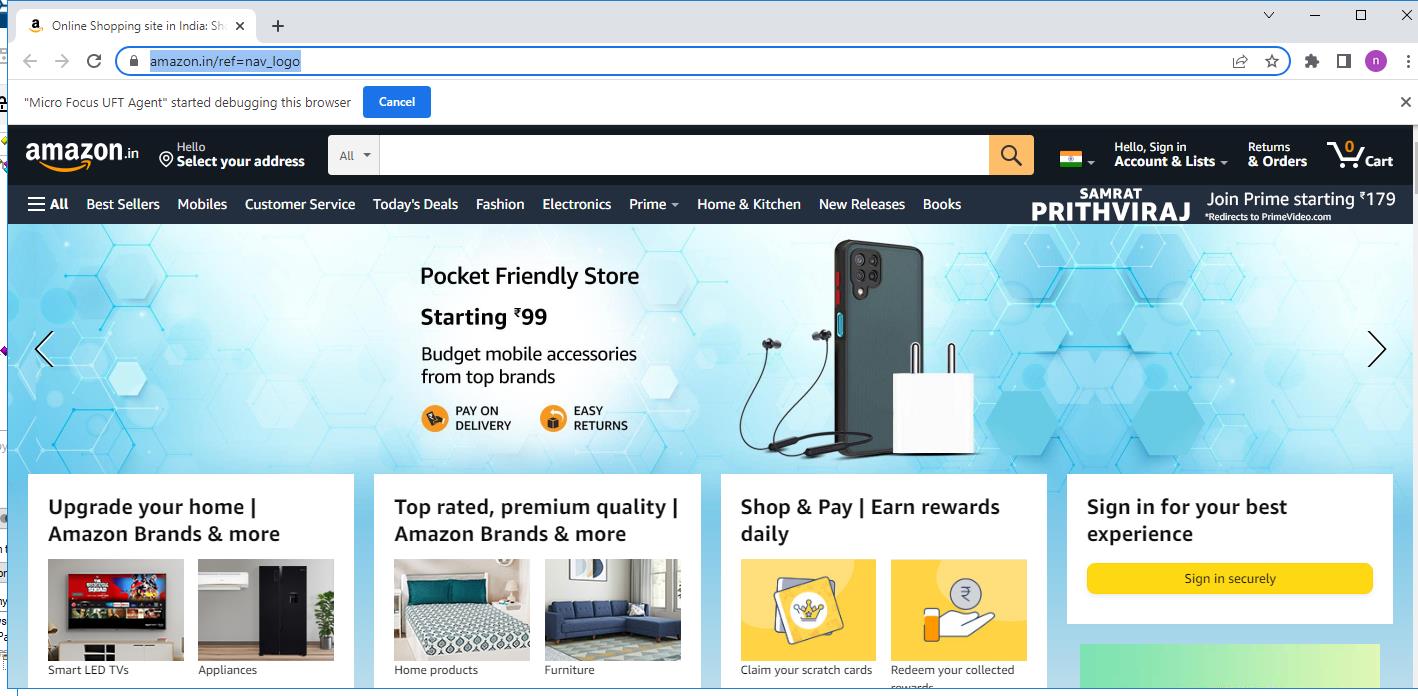 Online Shopping site in India: Sh
amazon.in/ref=nav_logo
n
"Micro Focus UFT Agent" started debugging this browser
Cancel
amazon.in
Hello
Select your address
All
Hello, Sign in
Account & Lists
Returns
& Orders
0
Cart
All
Best Sellers
Mobiles
Customer Service
Today's Deals
Fashion
Electronics
Prime
Home & Kitchen
New Releases
Books
SAMRAT
PRITHVIRAJ
Join Prime starting ₹179
*Redirects to PrimeVideo.com
Pocket Friendly Store
Starting ₹99
Budget mobile accessories
from top brands
PAY ON
DELIVERY
EASY
RETURNS
Upgrade your home |
Amazon Brands & more
Smart LED TVs
Appliances
Top rated, premium quality |
Amazon Brands & more
Home products
Furniture
Shop & Pay | Earn rewards
daily
Claim your scratch cards
₹
Redeem your collected
rewards
Sign in for your best
experience
Sign in securely